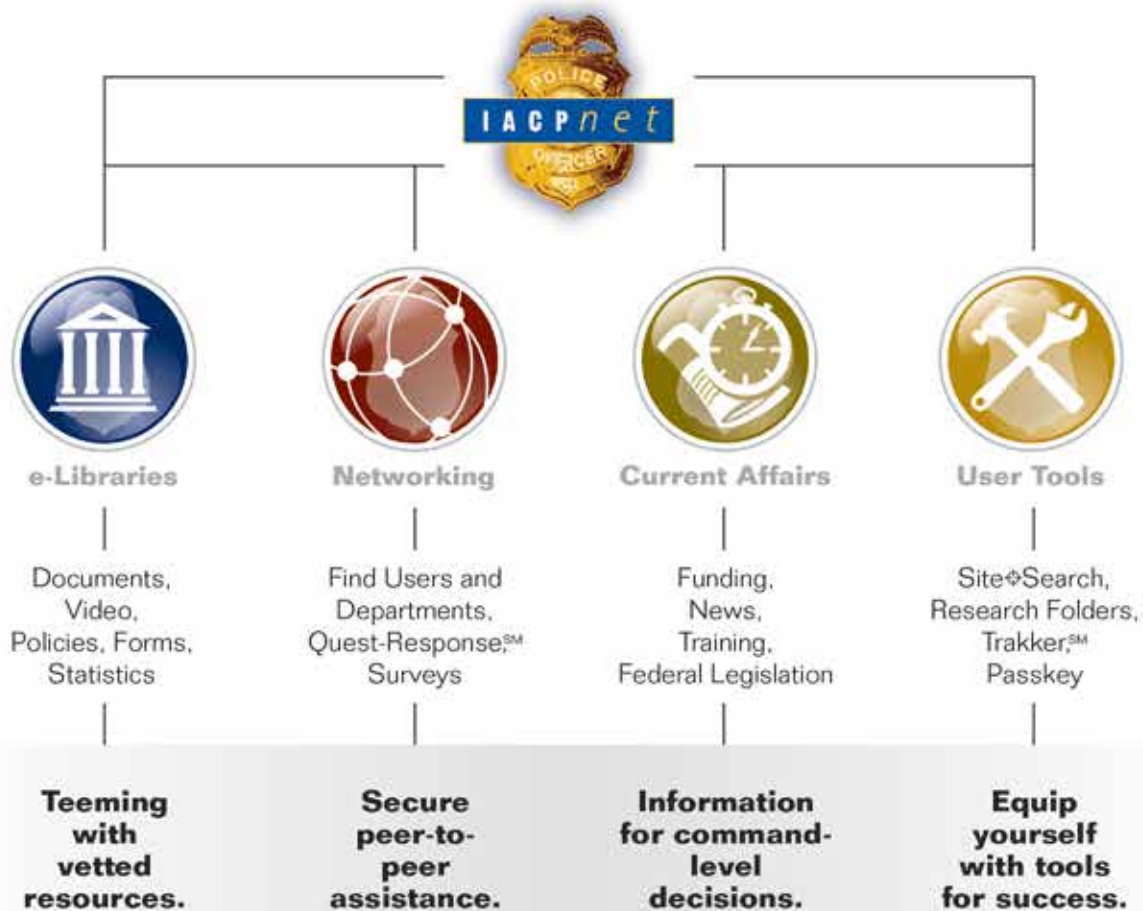 POLICE
IACPnet
OFFICER
e-Libraries
Documents,
Video,
Policies, Forms,
Statistics
Teeming
with
vetted
resources.
Networking
Find Users and
Departments,
Quest-Response,℠
Surveys
Secure
peer-to-
peer
assistance.
Current Affairs
Funding,
News,
Training,
Federal Legislation
Information
for command-
level
decisions.
User Tools
Site⌖Search,
Research Folders,
Trakker,℠
Passkey
Equip
yourself
with tools
for success.